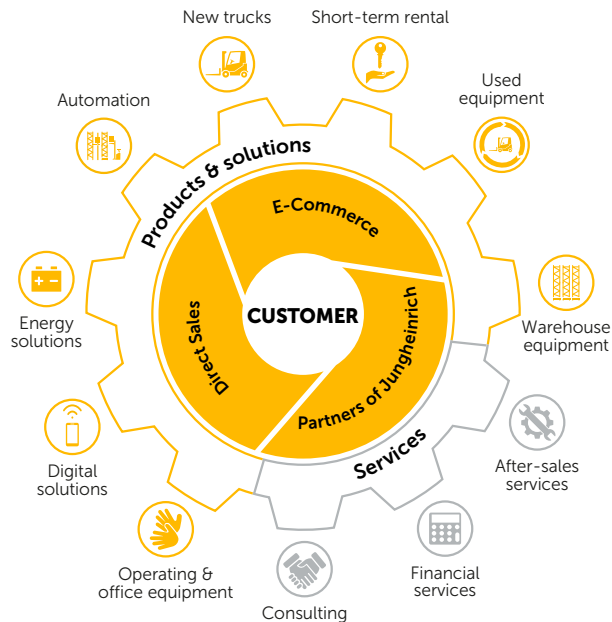 New trucks
Short-term rental
Automation
Used
equipment
Products & solutions
E-Commerce
Energy
solutions
Direct Sales
CUSTOMER
Partners of Jungheinrich
Warehouse
equipment
Services
Digital
solutions
After-sales
services
Operating &
office equipment
Consulting
Financial
services